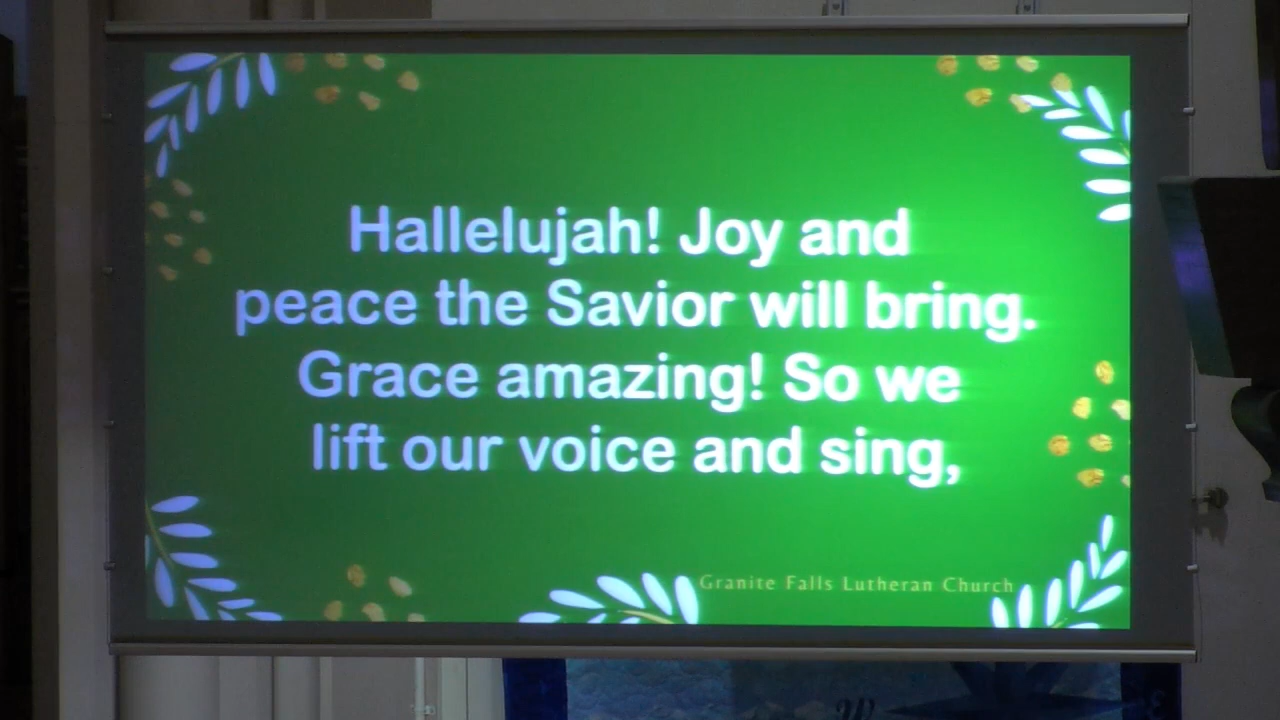 Hallelujah! Joy and
peace the Savior will bring.
Grace amazing! So we
lift our voice and sing,
Granite Falls Lutheran Church